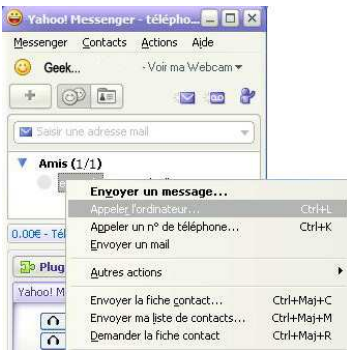 Yahoo! Messenger - télépho...
Messenger Contacts Actions Aide
Geek... - Voir ma Webcam
Saisir une adresse mail
Amis (1/1)
Envoyer un message...
Appeler l'ordinateur... Ctrl+L
Appeler un n° de téléphone... Ctrl+K
0.00€ - Tél
Envoyer un mail
Plug
Autres actions
Yahoo! M
Envoyer la fiche contact... Ctrl+Maj+C
Envoyer ma liste de contacts... Ctrl+Maj+M
Demander la fiche contact Ctrl+Maj+R